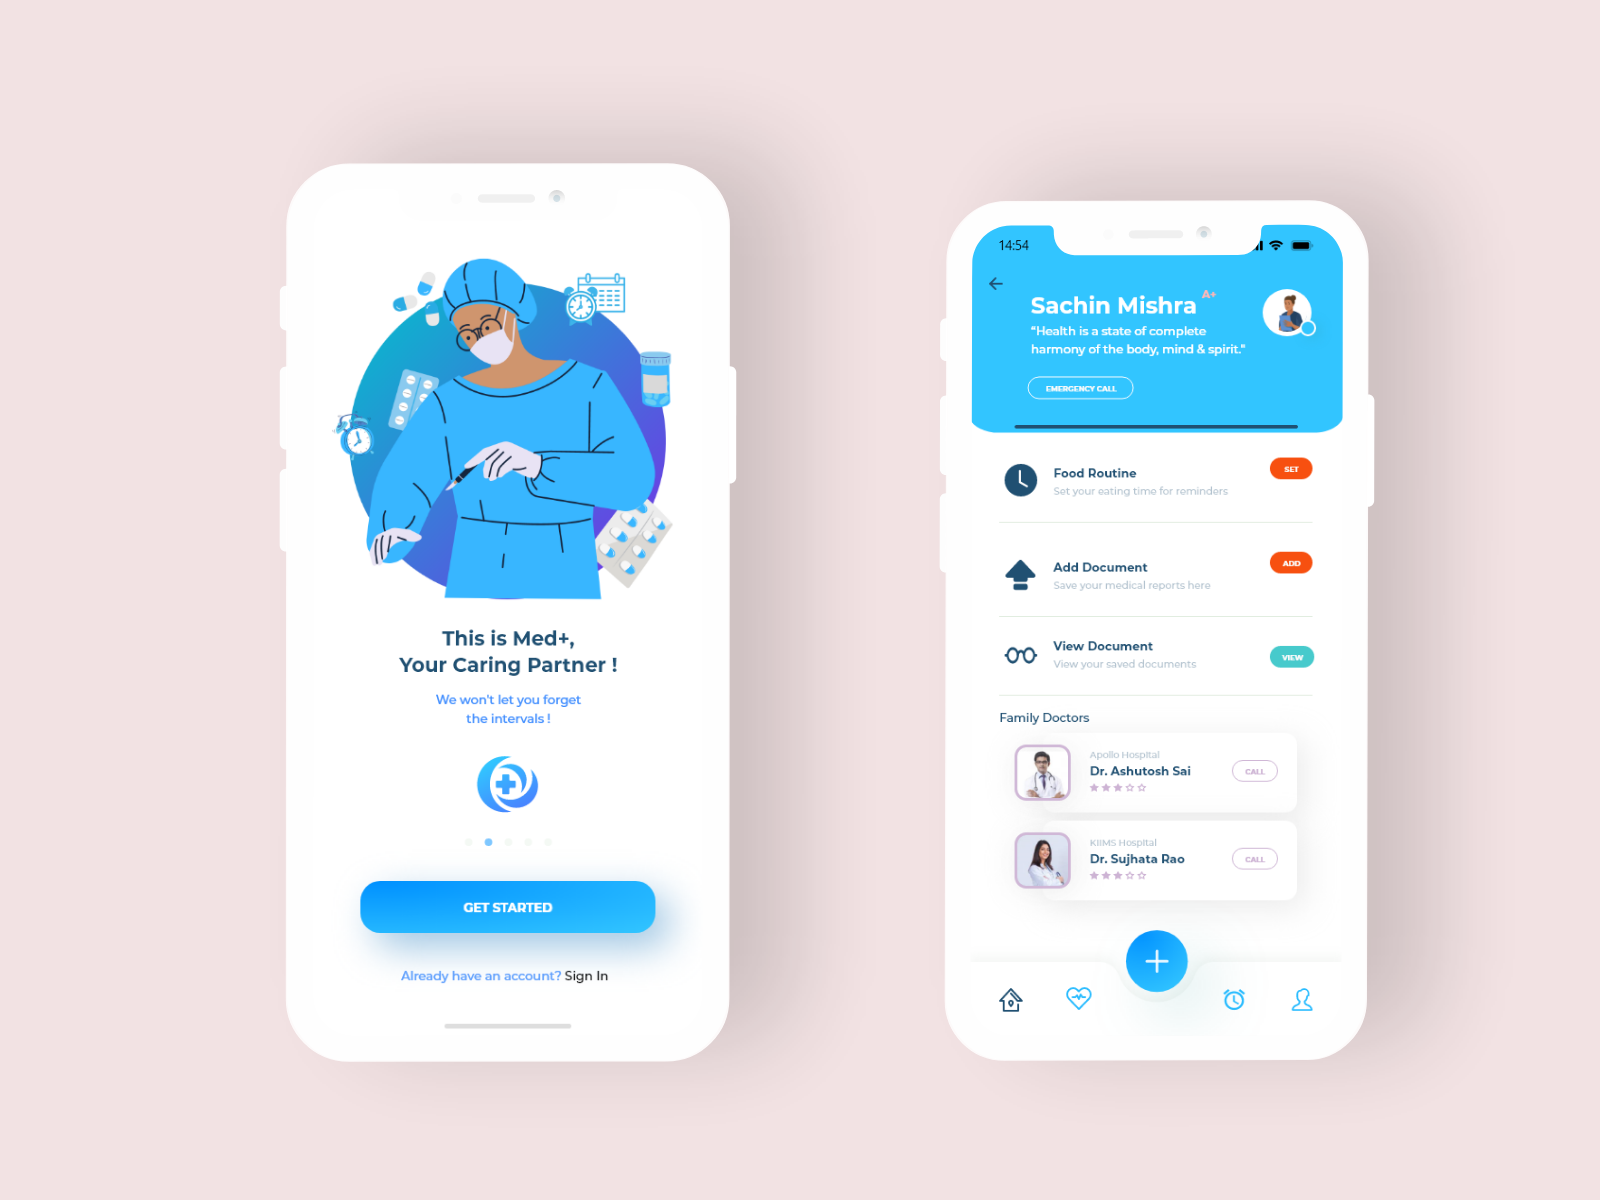 This is Med+,
Your Caring Partner !
We won't let you forget
the intervals !
GET STARTED
Already have an account? Sign In
14:54
Sachin Mishra A+
"Health is a state of complete
harmony of the body, mind & spirit."
EMERGENCY CALL
Food Routine
Set your eating time for reminders
SET
Add Document
Save your medical reports here
ADD
View Document
View your saved documents
VIEW
Family Doctors
Apollo Hospital
Dr. Ashutosh Sai
CALL
KIIMS Hospital
Dr. Sujhata Rao
CALL